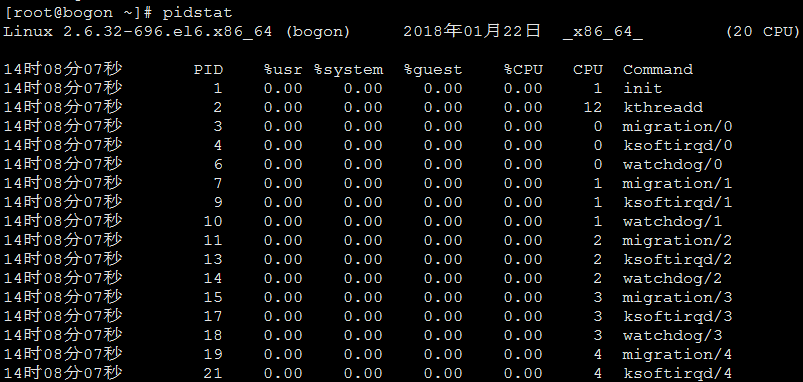 [root@bogon ~]# pidstat
Linux 2.6.32-696.el6.x86_64 (bogon) 2018年01月22日 _x86_64_ (20 CPU)
14时08分07秒 PID %usr %system %guest %CPU CPU Command
14时08分07秒 1 0.00 0.00 0.00 0.00 1 init
14时08分07秒 2 0.00 0.00 0.00 0.00 12 kthreadd
14时08分07秒 3 0.00 0.00 0.00 0.00 0 migration/0
14时08分07秒 4 0.00 0.00 0.00 0.00 0 ksoftirqd/0
14时08分07秒 6 0.00 0.00 0.00 0.00 0 watchdog/0
14时08分07秒 7 0.00 0.00 0.00 0.00 1 migration/1
14时08分07秒 9 0.00 0.00 0.00 0.00 1 ksoftirqd/1
14时08分07秒 10 0.00 0.00 0.00 0.00 1 watchdog/1
14时08分07秒 11 0.00 0.00 0.00 0.00 2 migration/2
14时08分07秒 13 0.00 0.00 0.00 0.00 2 ksoftirqd/2
14时08分07秒 14 0.00 0.00 0.00 0.00 2 watchdog/2
14时08分07秒 15 0.00 0.00 0.00 0.00 3 migration/3
14时08分07秒 17 0.00 0.00 0.00 0.00 3 ksoftirqd/3
14时08分07秒 18 0.00 0.00 0.00 0.00 3 watchdog/3
14时08分07秒 19 0.00 0.00 0.00 0.00 4 migration/4
14时08分07秒 21 0.00 0.00 0.00 0.00 4 ksoftirqd/4